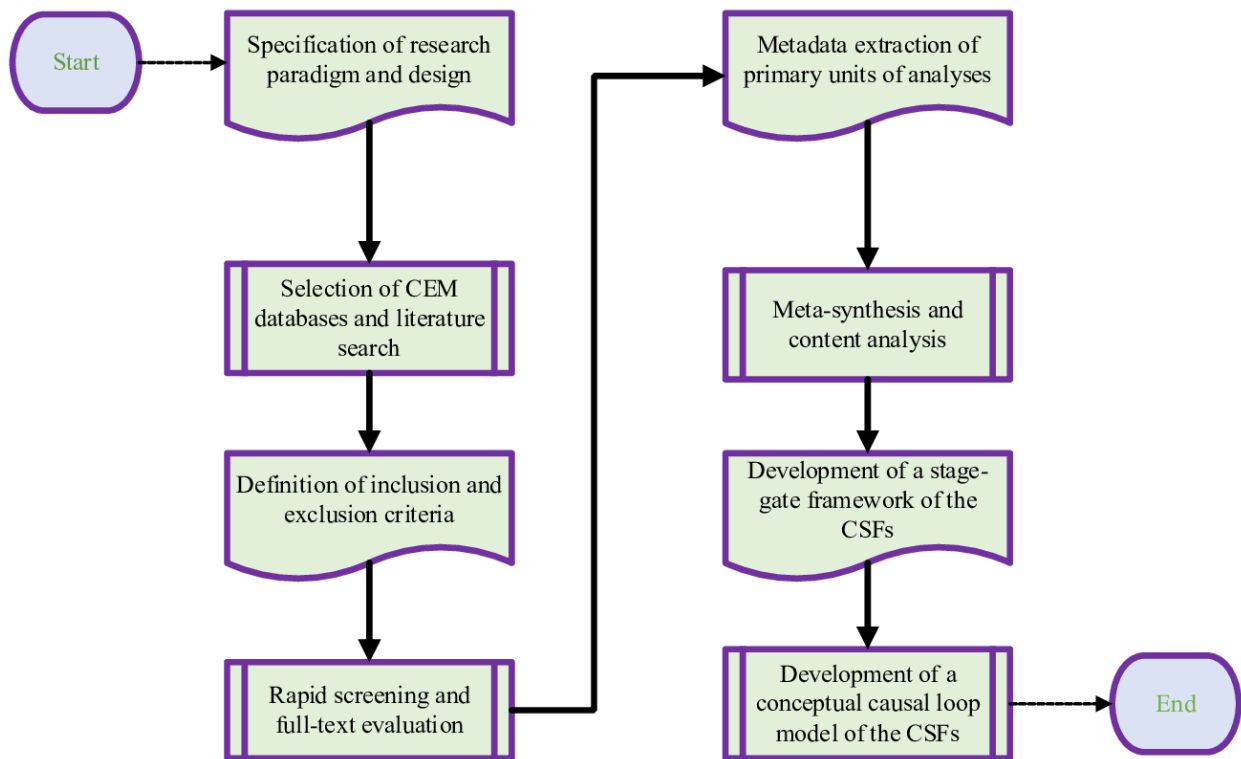 Start
Specification of research
paradigm and design
Selection of CEM
databases and literature
search
Definition of inclusion and
exclusion criteria
Rapid screening and
full-text evaluation
Metadata extraction of
primary units of analyses
Meta-synthesis and
content analysis
Development of a stage-
gate framework of the
CSFs
Development of a
conceptual causal loop
model of the CSFs
End